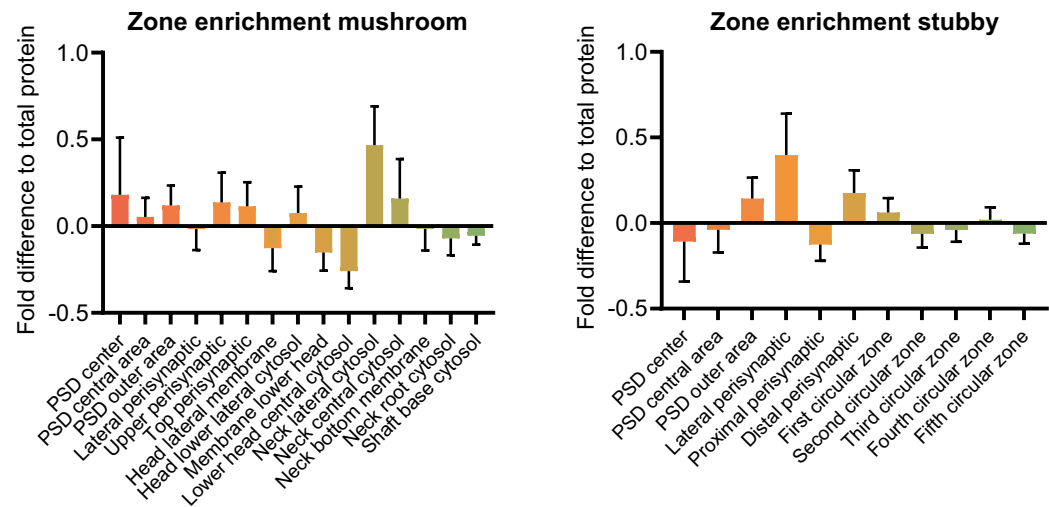 Zone enrichment mushroom
Fold difference to total protein
1.0
0.5
0.0
-0.5
PSD center
PSD central area
PSD outer area
Lateral perisynaptic
Upper perisynaptic
Top perisynaptic
Head lateral membrane
Head lower lateral cytosol
Membrane lower head
Lower head central cytosol
Neck lateral cytosol
Neck central cytosol
Neck bottom membrane
Neck root cytosol
Shaft base cytosol
Zone enrichment stubby
Fold difference to total protein
1.0
0.5
0.0
-0.5
PSD center
PSD central area
PSD outer area
Lateral perisynaptic
Proximal perisynaptic
Distal perisynaptic
First circular zone
Second circular zone
Third circular zone
Fourth circular zone
Fifth circular zone